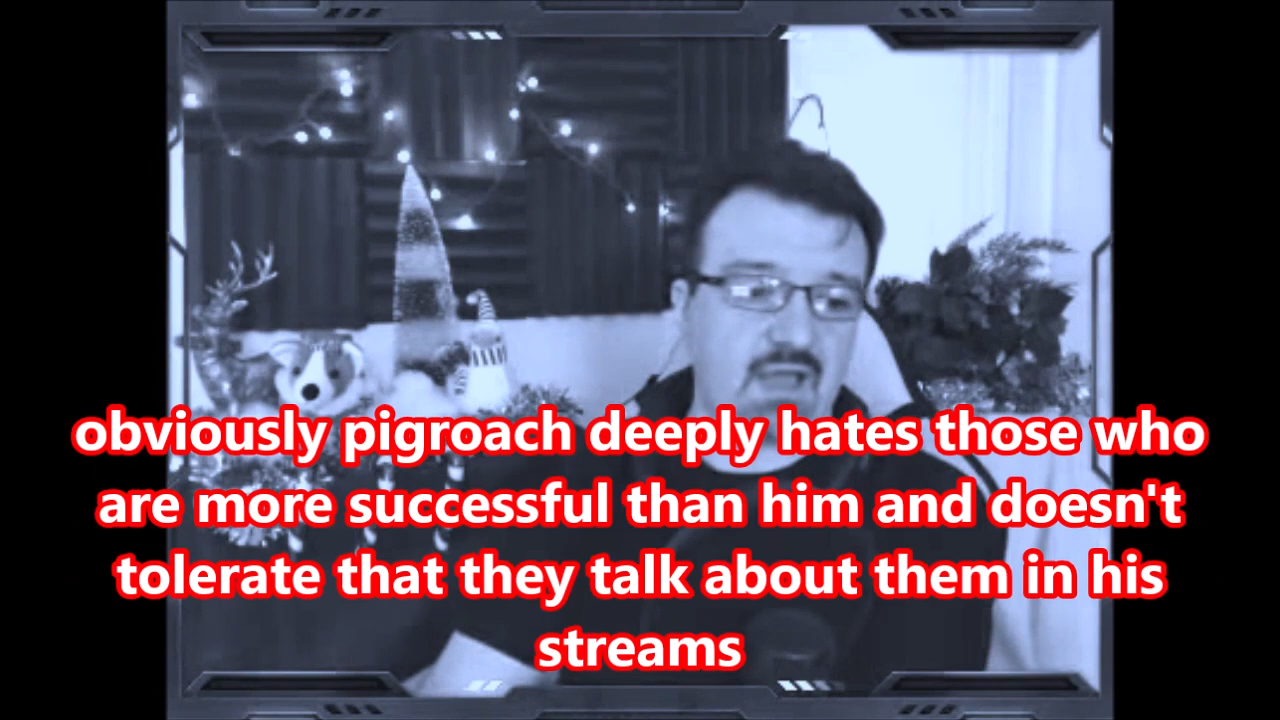 obviously pigroach deeply hates those who
are more successful than him and doesn't
tolerate that they talk about them in his
streams